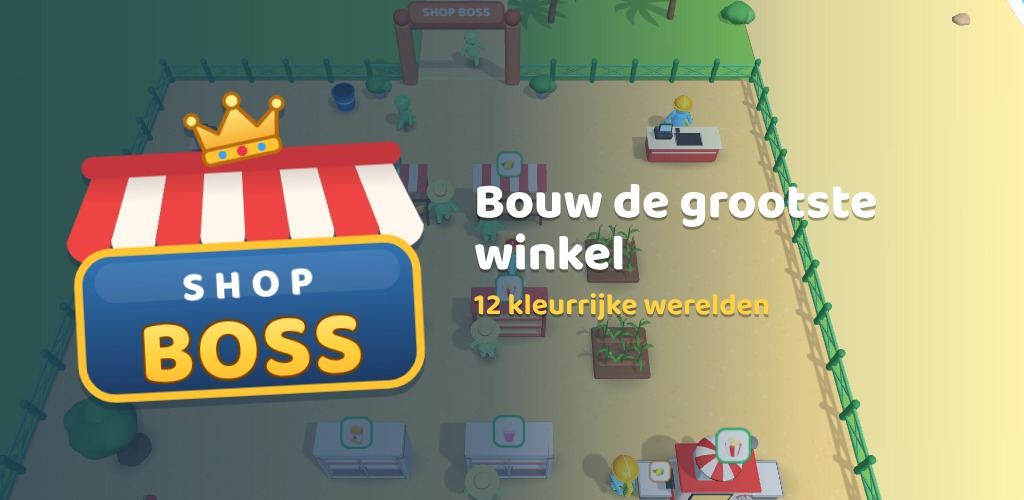 SHOP BOSS
SHOP
BOSS
Bouw de grootste
winkel
12 kleurrijke werelden